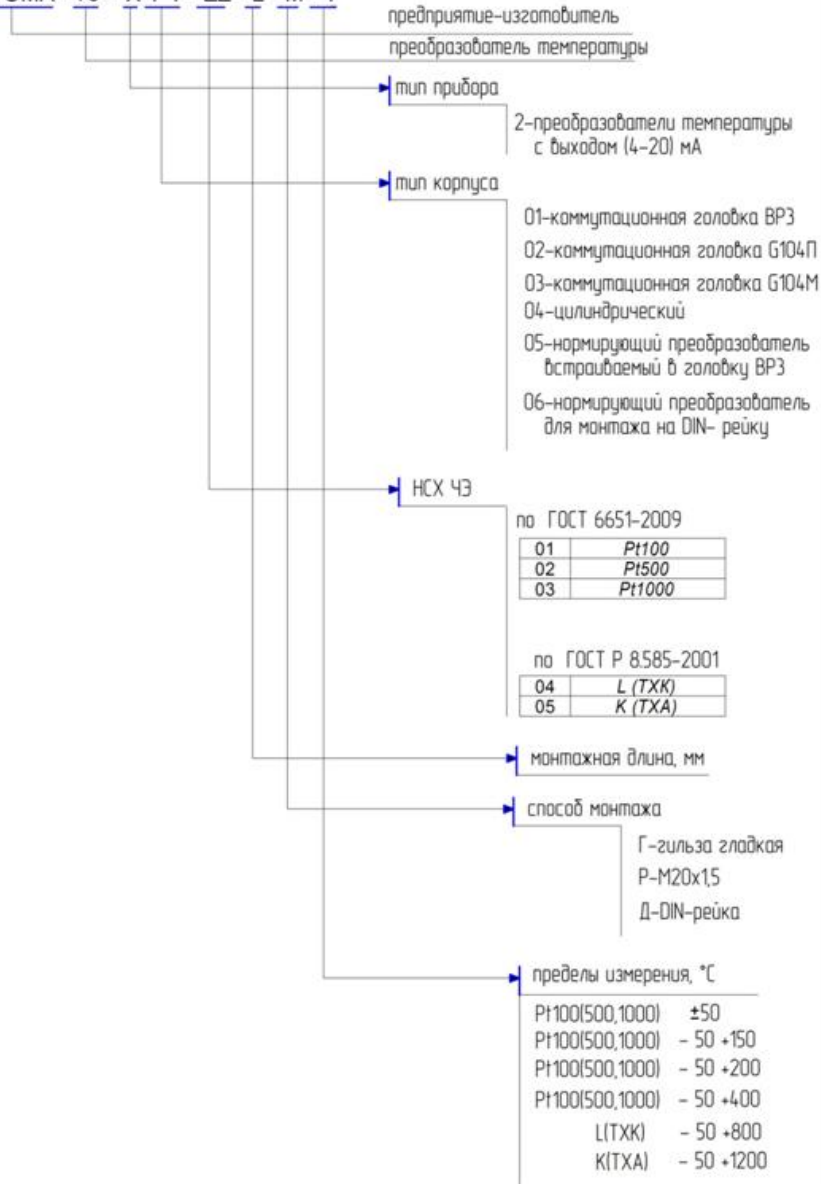 предприятие-изготовитель
преобразователь температуры
тип прибора
2-преобразователи температуры
с выходом (4-20) мА
тип корпуса
01-коммутационная головка ВР3
02-коммутационная головка G104П
03-коммутационная головка G104М
04-цилиндрический
05-нормирующий преобразователь
встраиваемый в головку ВР3
06-нормирующий преобразователь
для монтажа на DIN- рейку
НСХ ЧЭ
по ГОСТ 6651-2009
01 Pt100
02 Pt500
03 Pt1000
по ГОСТ Р 8.585-2001
04 L (ТХК)
05 K (ТХА)
монтажная длина, мм
способ монтажа
Г-гильза гладкая
Р-М20х1,5
Д-DIN-рейка
пределы измерения, °С
Pt100(500,1000) ±50
Pt100(500,1000) - 50 +150
Pt100(500,1000) - 50 +200
Pt100(500,1000) - 50 +400
L(ТХК) - 50 +800
K(ТХА) - 50 +1200